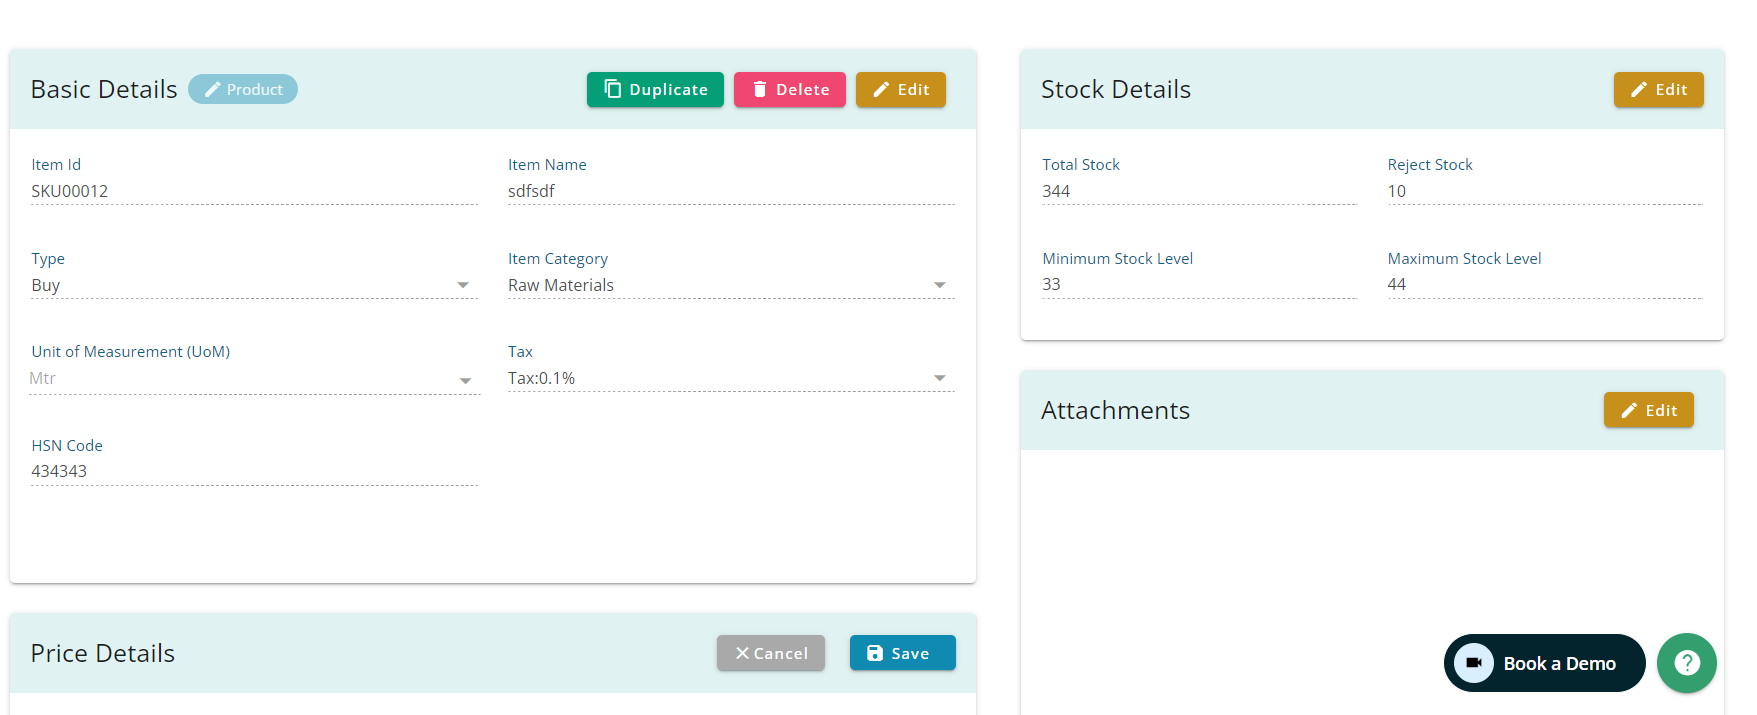 Basic Details
Product
Duplicate
Delete
Edit
Item Id
SKU00012
Item Name
sdfsdf
Type
Buy
Item Category
Raw Materials
Unit of Measurement (UoM)
Mtr
Tax
Tax:0.1%
HSN Code
434343
Price Details
Cancel
Save
Stock Details
Edit
Total Stock
344
Reject Stock
10
Minimum Stock Level
33
Maximum Stock Level
44
Attachments
Edit
Book a Demo
?